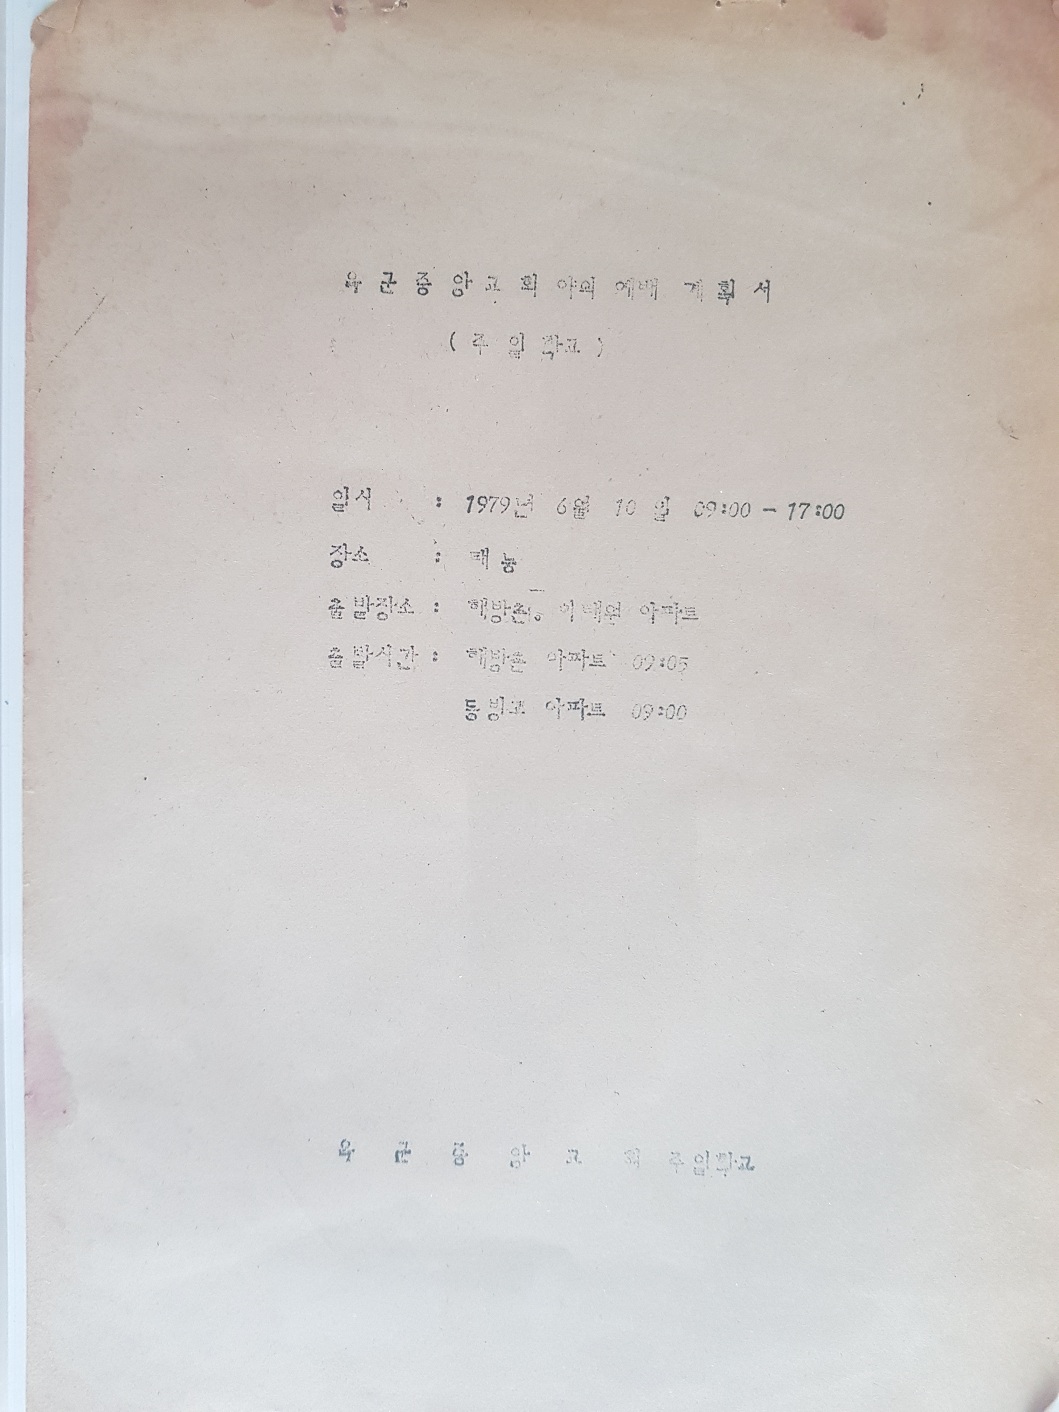 육군중앙교회 야외 예배 계획서
(주일학교)
일시 : 1979년 6월 10일 09:00 - 17:00
장소 : 태능
출발장소 : 해방촌. 이태원 아파트
출발시간 : 해방촌 아파트 09:05
동빙고 아파트 09:00
육군중앙교회 주일학교